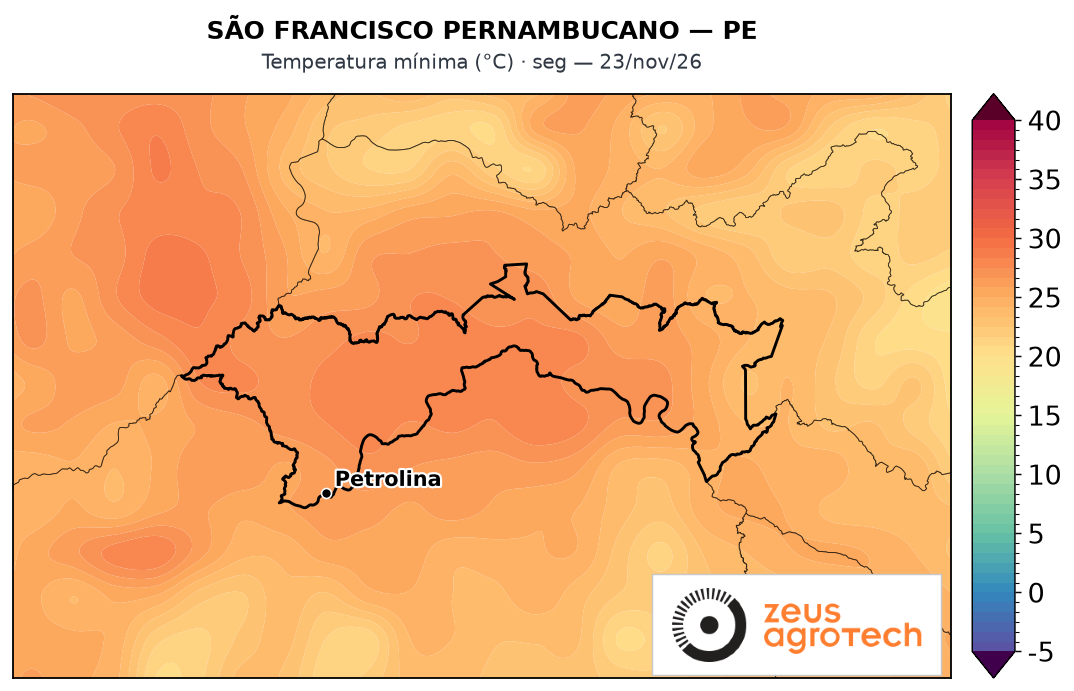 SÃO FRANCISCO PERNAMBUCANO — PE
Temperatura mínima (°C) · seg — 23/nov/26
40
35
30
25
20
15
10
5
0
-5
Petrolina
zeus
agrotech